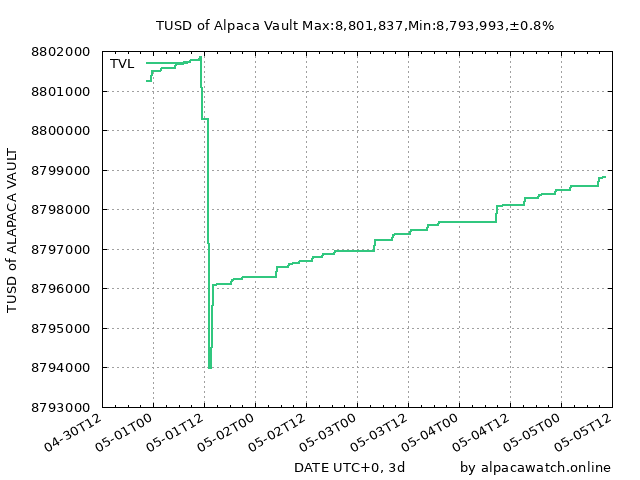 TUSD of Alpaca Vault Max:8,801,837,Min:8,793,993,±0.8%
TVL
8802000
8801000
8800000
8799000
8798000
8797000
8796000
8795000
8794000
8793000
TUSD of ALAPACA VAULT
04-30T12
05-01T00
05-01T12
05-02T00
05-02T12
05-03T00
05-03T12
05-04T00
05-04T12
05-05T00
05-05T12
DATE UTC+0, 3d
by alpacawatch.online